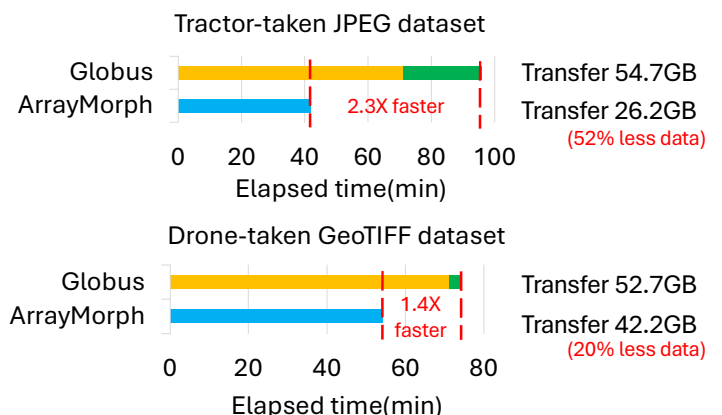 Tractor-taken JPEG dataset
Globus
Transfer 54.7GB
ArrayMorph
2.3X faster
Transfer 26.2GB
(52% less data)
0 20 40 60 80 100
Elapsed time(min)
Drone-taken GeoTIFF dataset
Globus
Transfer 52.7GB
ArrayMorph
1.4X
faster
Transfer 42.2GB
(20% less data)
0 20 40 60 80
Elapsed time(min)